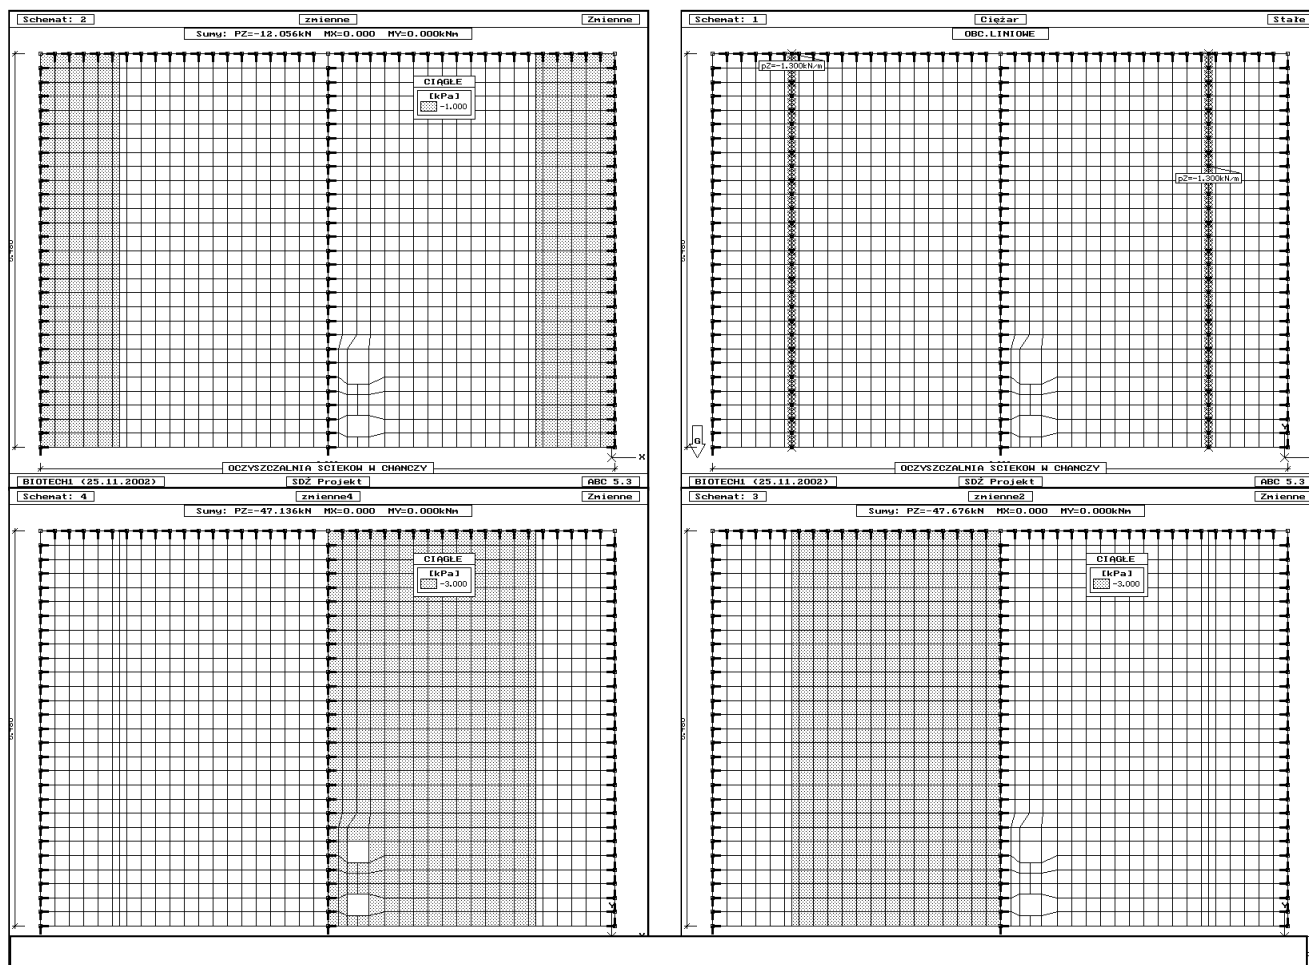 Schemat: 2
zmienne
Zmienne
Sumy: PZ=-12.056kN MX=0.000 MY=0.000kNm
CIĄGŁE
[kPa]
-1.000
X
OCZYSZCZALNIA SCIEKOW W CHANCZY
BIOTECH1 (25.11.2002)
SDŹ Projekt
ABC 5.3
Schemat: 1
Ciężar
Stałe
OBC.LINIOWE
pZ=-1.300kN/m
pZ=-1.300kN/m
G
Y
OCZYSZCZALNIA SCIEKOW W CHANCZY
BIOTECH1 (25.11.2002)
SDŹ Projekt
ABC 5.3
Schemat: 4
zmienne4
Zmienne
Sumy: PZ=-47.136kN MX=0.000 MY=0.000kNm
CIĄGŁE
[kPa]
-3.000
Y
Schemat: 3
zmienne2
Zmienne
Sumy: PZ=-47.676kN MX=0.000 MY=0.000kNm
CIĄGŁE
[kPa]
-3.000
Y